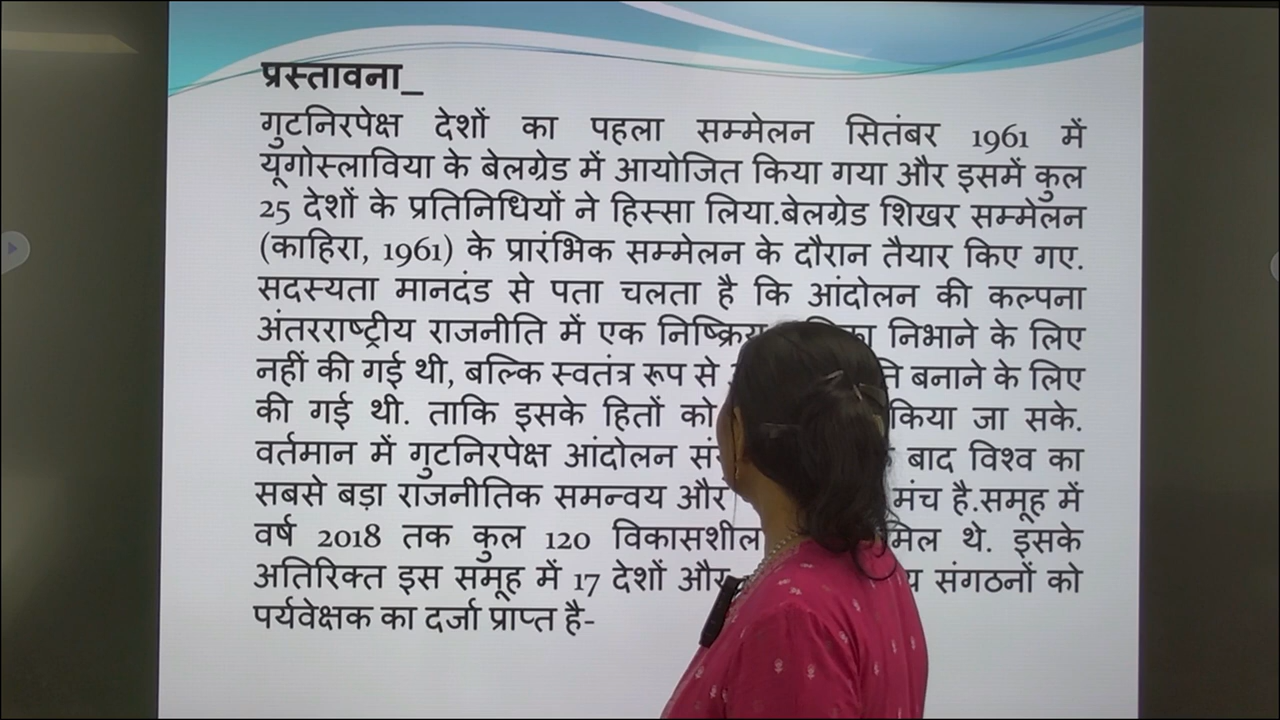 प्रस्तावना_
गुटनिरपेक्ष देशों का पहला सम्मेलन सितंबर 1961 में
यूगोस्लाविया के बेलग्रेड में आयोजित किया गया और इसमें कुल
25 देशों के प्रतिनिधियों ने हिस्सा लिया.बेलग्रेड शिखर सम्मेलन
(काहिरा, 1961) के प्रारंभिक सम्मेलन के दौरान तैयार किए गए.
सदस्यता मानदंड से पता चलता है कि आंदोलन की कल्पना
अंतरराष्ट्रीय राजनीति में एक निष्क्रिय निभाने के लिए
नहीं की गई थी, बल्कि स्वतंत्र रूप से बनाने के लिए
की गई थी. ताकि इसके हितों को किया जा सके.
वर्तमान में गुटनिरपेक्ष आंदोलन बाद विश्व का
सबसे बड़ा राजनीतिक समन्वय और मंच है.समूह में
वर्ष 2018 तक कुल 120 विकासशील थे. इसके
अतिरिक्त इस समूह में 17 देशों और संगठनों को
पर्यवेक्षक का दर्जा प्राप्त है-